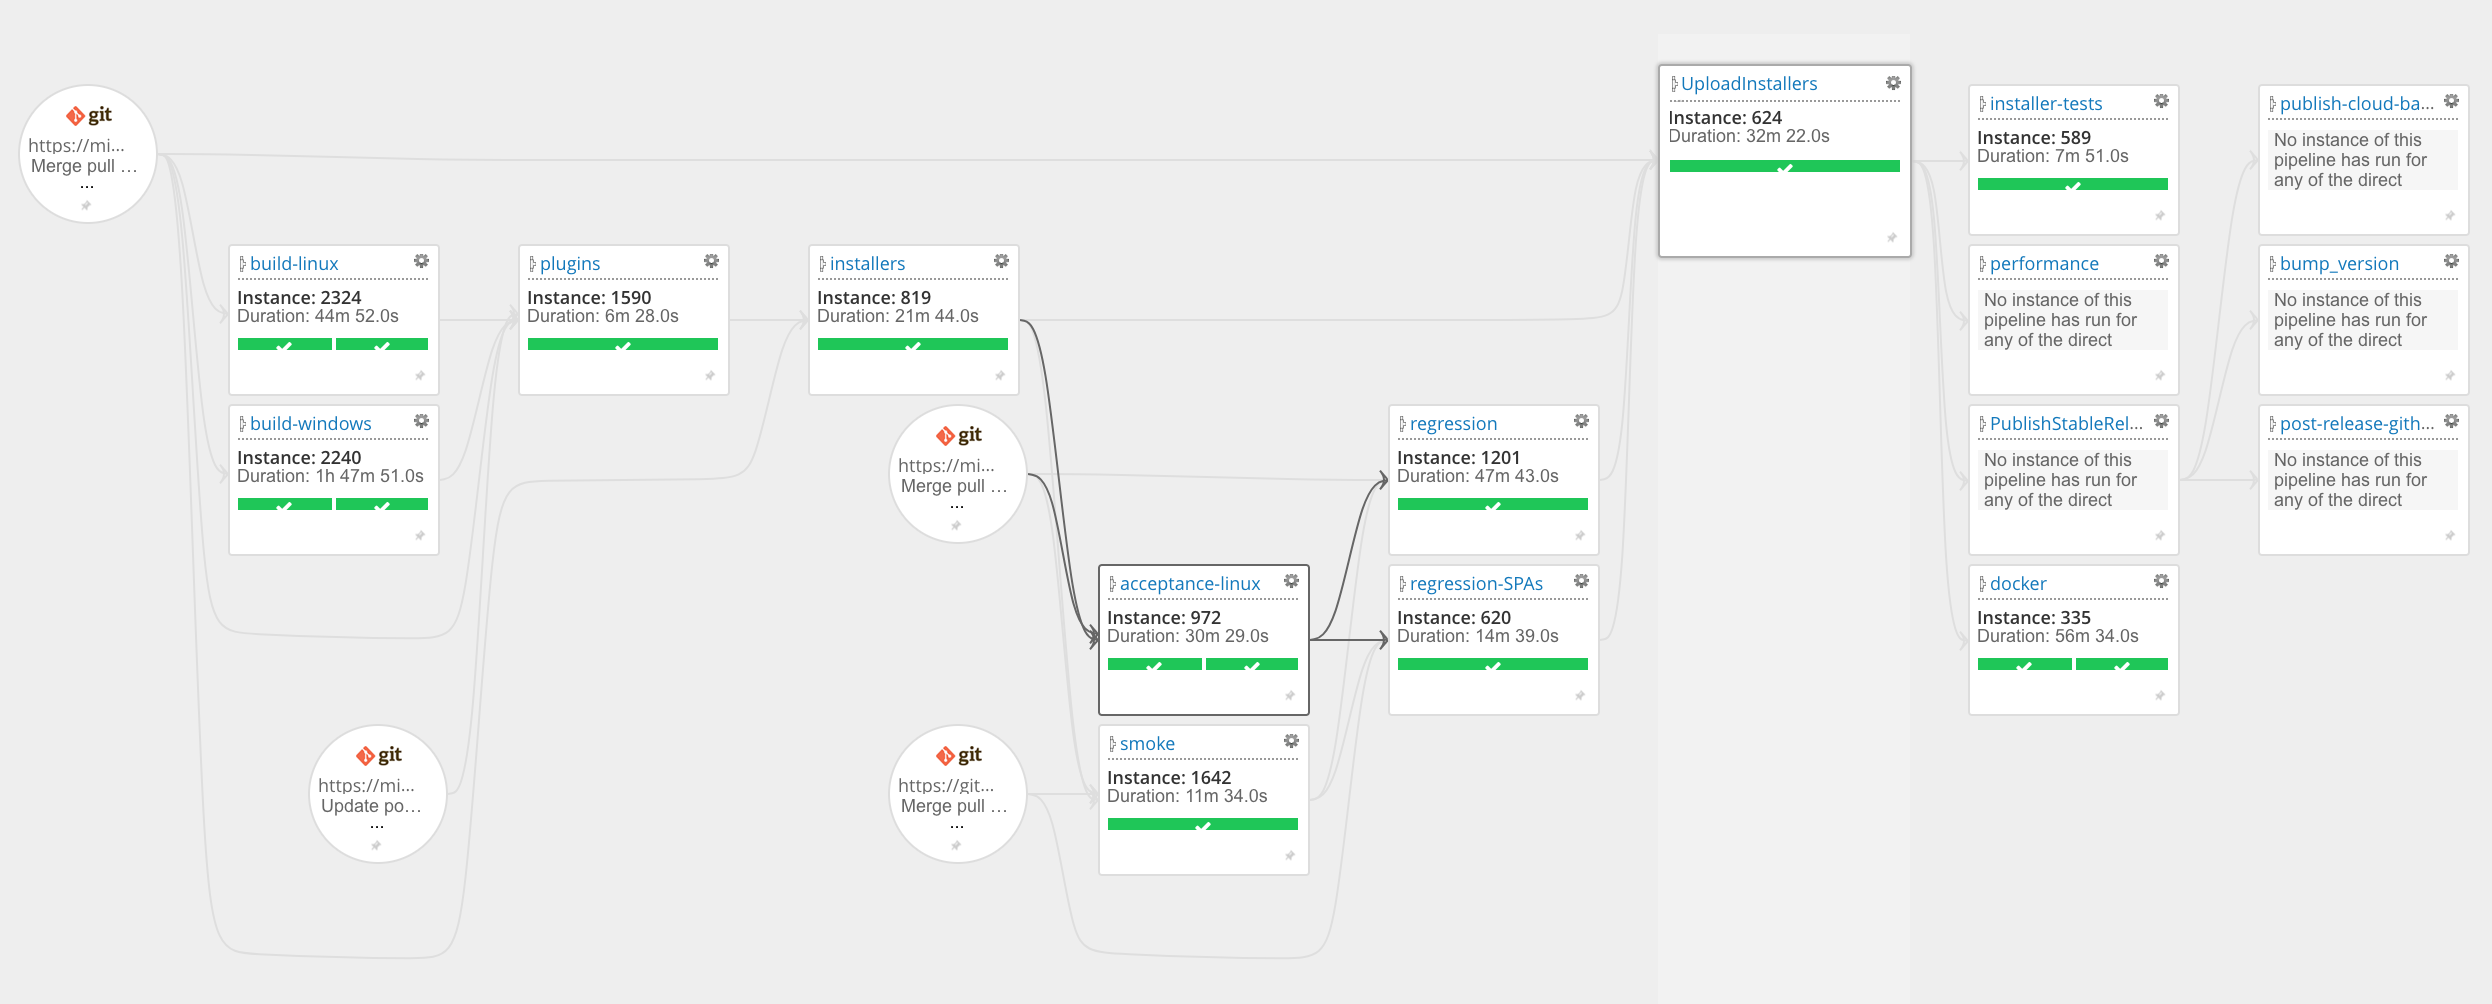 git
https://mi...
Merge pull ...
...
build-linux
Instance: 2324
Duration: 44m 52.0s
build-windows
Instance: 2240
Duration: 1h 47m 51.0s
git
https://mi...
Update po...
...
plugins
Instance: 1590
Duration: 6m 28.0s
installers
Instance: 819
Duration: 21m 44.0s
git
https://mi...
Merge pull ...
...
git
https://git...
Merge pull ...
...
acceptance-linux
Instance: 972
Duration: 30m 29.0s
smoke
Instance: 1642
Duration: 11m 34.0s
regression
Instance: 1201
Duration: 47m 43.0s
regression-SPAs
Instance: 620
Duration: 14m 39.0s
UploadInstallers
Instance: 624
Duration: 32m 22.0s
installer-tests
Instance: 589
Duration: 7m 51.0s
performance
No instance of this
pipeline has run for
any of the direct
PublishStableRel...
No instance of this
pipeline has run for
any of the direct
docker
Instance: 335
Duration: 56m 34.0s
publish-cloud-ba...
No instance of this
pipeline has run for
any of the direct
bump_version
No instance of this
pipeline has run for
any of the direct
post-release-gith...
No instance of this
pipeline has run for
any of the direct